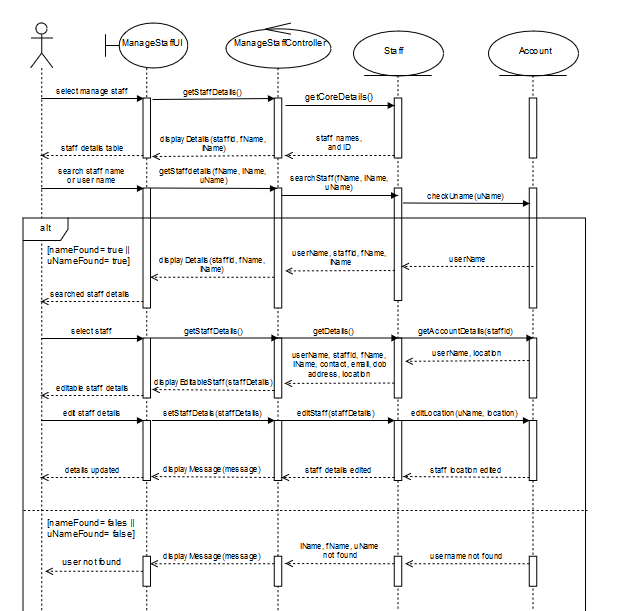 ManageStaffUI
ManageStaffController
Staff
Account
select manage staff
getStaffDetails()
getCoreDetails()
staff details table
display Details(staffId, fName,
lName)
staff names,
and ID
search staff name
or user name
getStaffdetails(fName, lName,
uName)
searchStaff(fName, lName,
uName)
checkUname(uName)
alt
[nameFound= true ||
uNameFound= true]
display Details(staffId, fName,
lName)
userName, staffId, fName,
lName
userName
searched staff details
select staff
getStaffDetails()
getDetails()
getAccountDetails(staffId)
userName, staffId, fName,
lName, contact, email, dob
address, location
userName, location
displayEditableStaff(staffDetails)
editable staff details
edit staff details
setStaffDetails(staffDetails)
editStaff(staffDetails)
editLocation(uName, location)
details updated
displayMessage(message)
staff details edited
staff location edited
[nameFound= fales ||
uNameFound= false]
user not found
displayMessage(message)
lName, fName, uName
not found
username not found